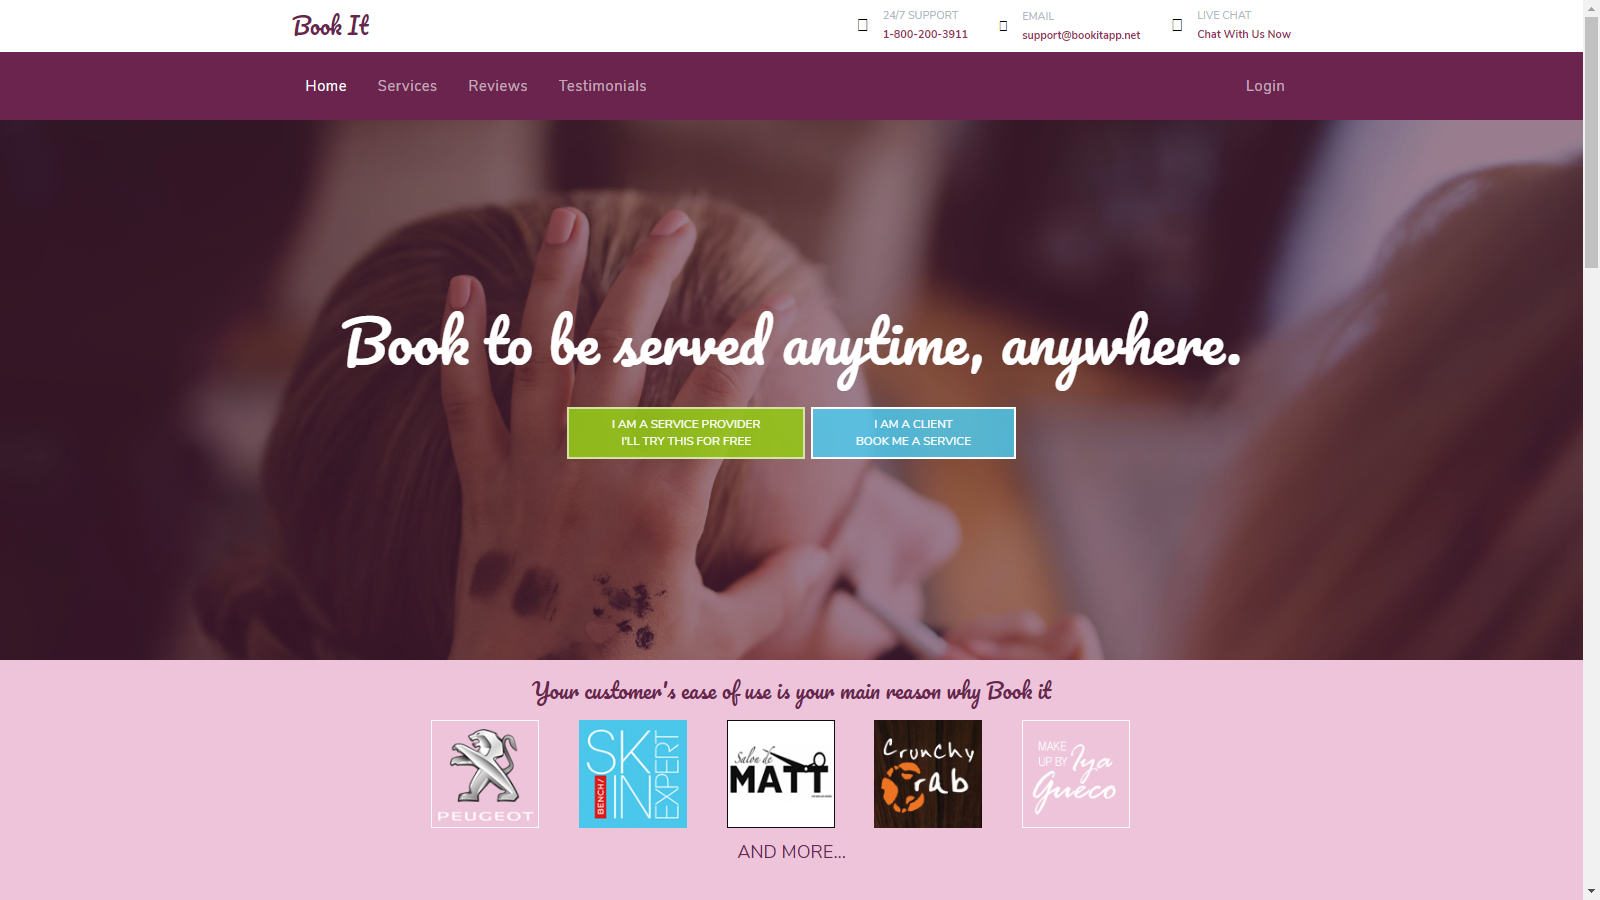 Book It
24/7 SUPPORT
1-800-200-3911
EMAIL
support@bookitapp.net
LIVE CHAT
Chat With Us Now
Home
Services
Reviews
Testimonials
Login
Book to be served anytime, anywhere.
I AM A SERVICE PROVIDER
I'LL TRY THIS FOR FREE
I AM A CLIENT
BOOK ME A SERVICE
Your customer's ease of use is your main reason why Book it
PEUGEOT
SKIN EXPERT
BENCH/
Salon de
MATT
Crunchy
Crab
MAKE
UP BY Iya
Gueco
AND MORE...